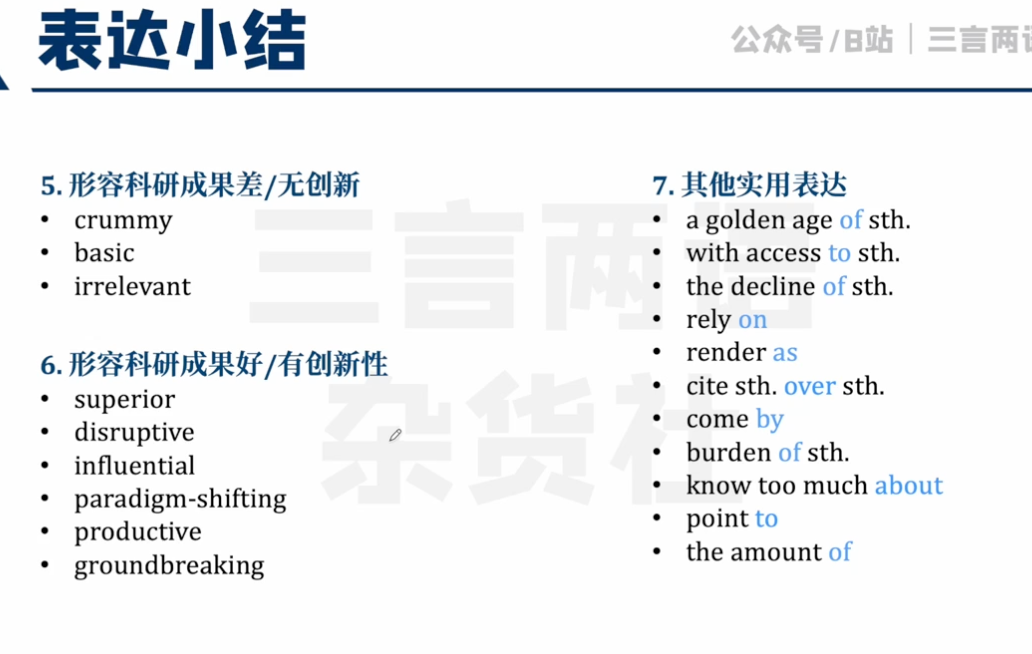 表达小结
公众号/B站 | 三言两语
5. 形容科研成果差/无创新
• crummy
• basic
• irrelevant
6. 形容科研成果好/有创新性
• superior
• disruptive
• influential
• paradigm-shifting
• productive
• groundbreaking
7. 其他实用表达
• a golden age of sth.
• with access to sth.
• the decline of sth.
• rely on
• render as
• cite sth. over sth.
• come by
• burden of sth.
• know too much about
• point to
• the amount of
三言两语
杂货社